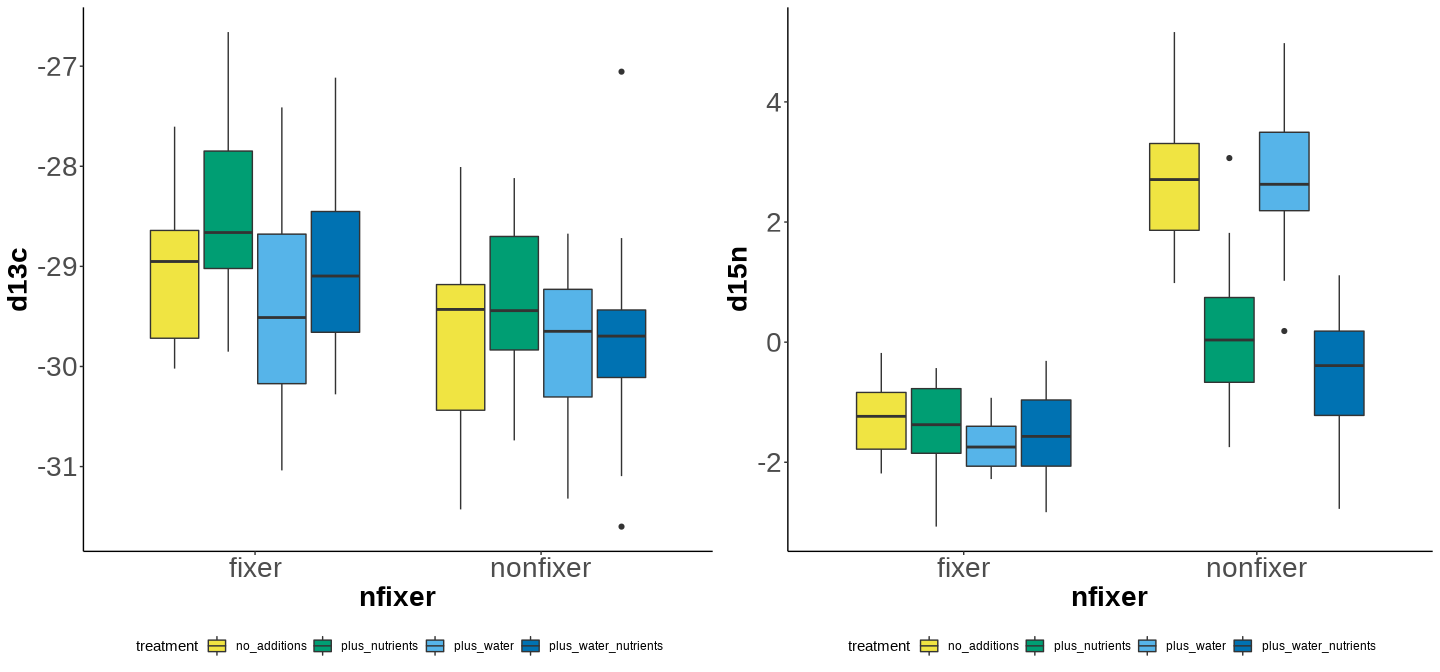 d13c
-27
-28
-29
-30
-31
fixer nonfixer
nfixer
treatment no_additions plus_nutrients plus_water plus_water_nutrients
d15n
4
2
0
-2
fixer nonfixer
nfixer
treatment no_additions plus_nutrients plus_water plus_water_nutrients